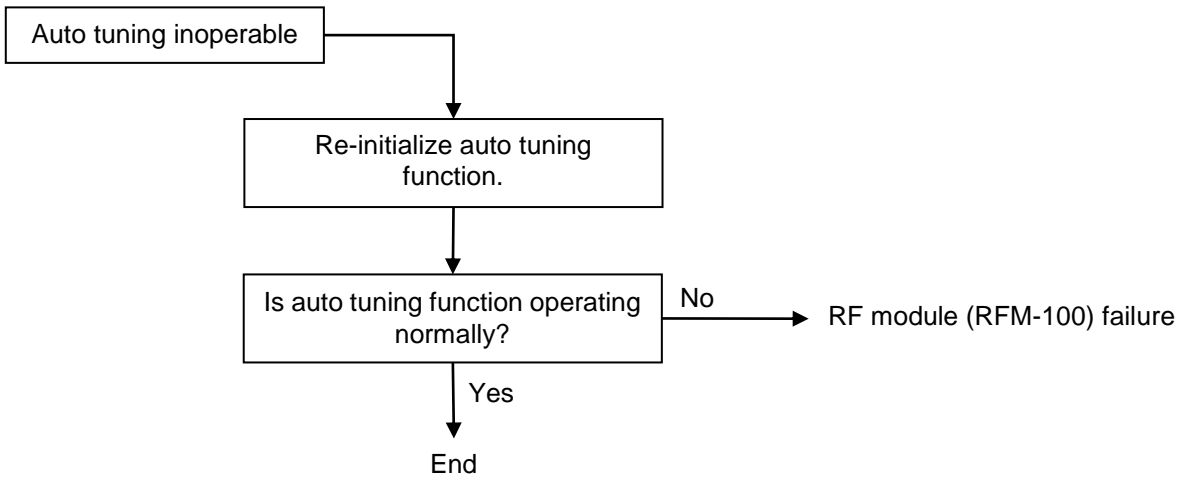 Auto tuning inoperable
Re-initialize auto tuning
function.
Is auto tuning function operating
normally?
No
RF module (RFM-100) failure
Yes
End